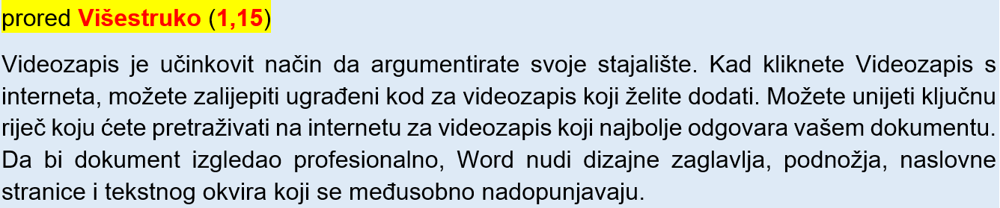 prored Višestruko (1,15)
Videozapis je učinkovit način da argumentirate svoje stajalište. Kad kliknete Videozapis s
interneta, možete zalijepiti ugrađeni kod za videozapis koji želite dodati. Možete unijeti ključnu
riječ koju ćete pretraživati na internetu za videozapis koji najbolje odgovara vašem dokumentu.
Da bi dokument izgledao profesionalno, Word nudi dizajne zaglavlja, podnožja, naslovne
stranice i tekstnog okvira koji se međusobno nadopunjavaju.